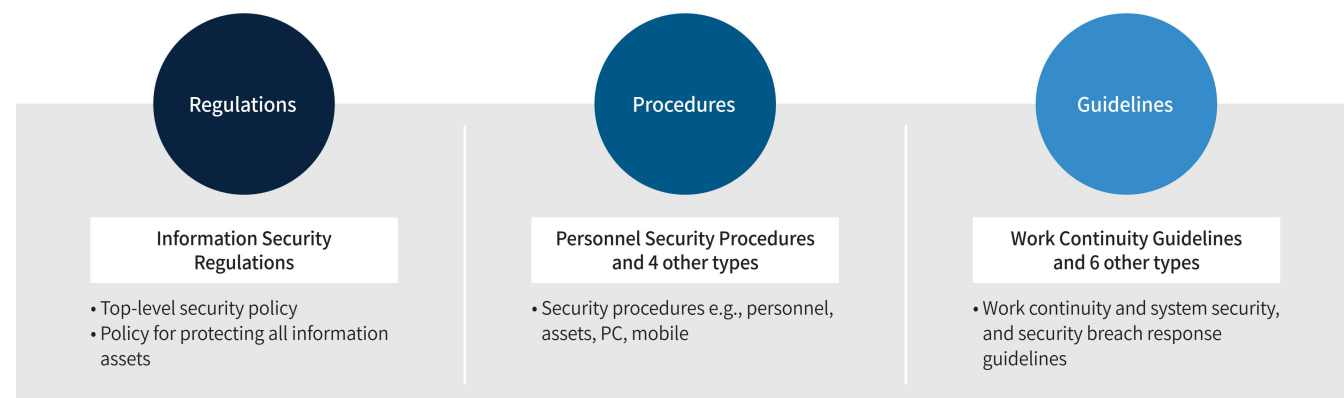 Regulations
Information Security
Regulations
• Top-level security policy
• Policy for protecting all information
assets
Procedures
Personnel Security Procedures
and 4 other types
• Security procedures e.g., personnel,
assets, PC, mobile
Guidelines
Work Continuity Guidelines
and 6 other types
• Work continuity and system security,
and security breach response
guidelines